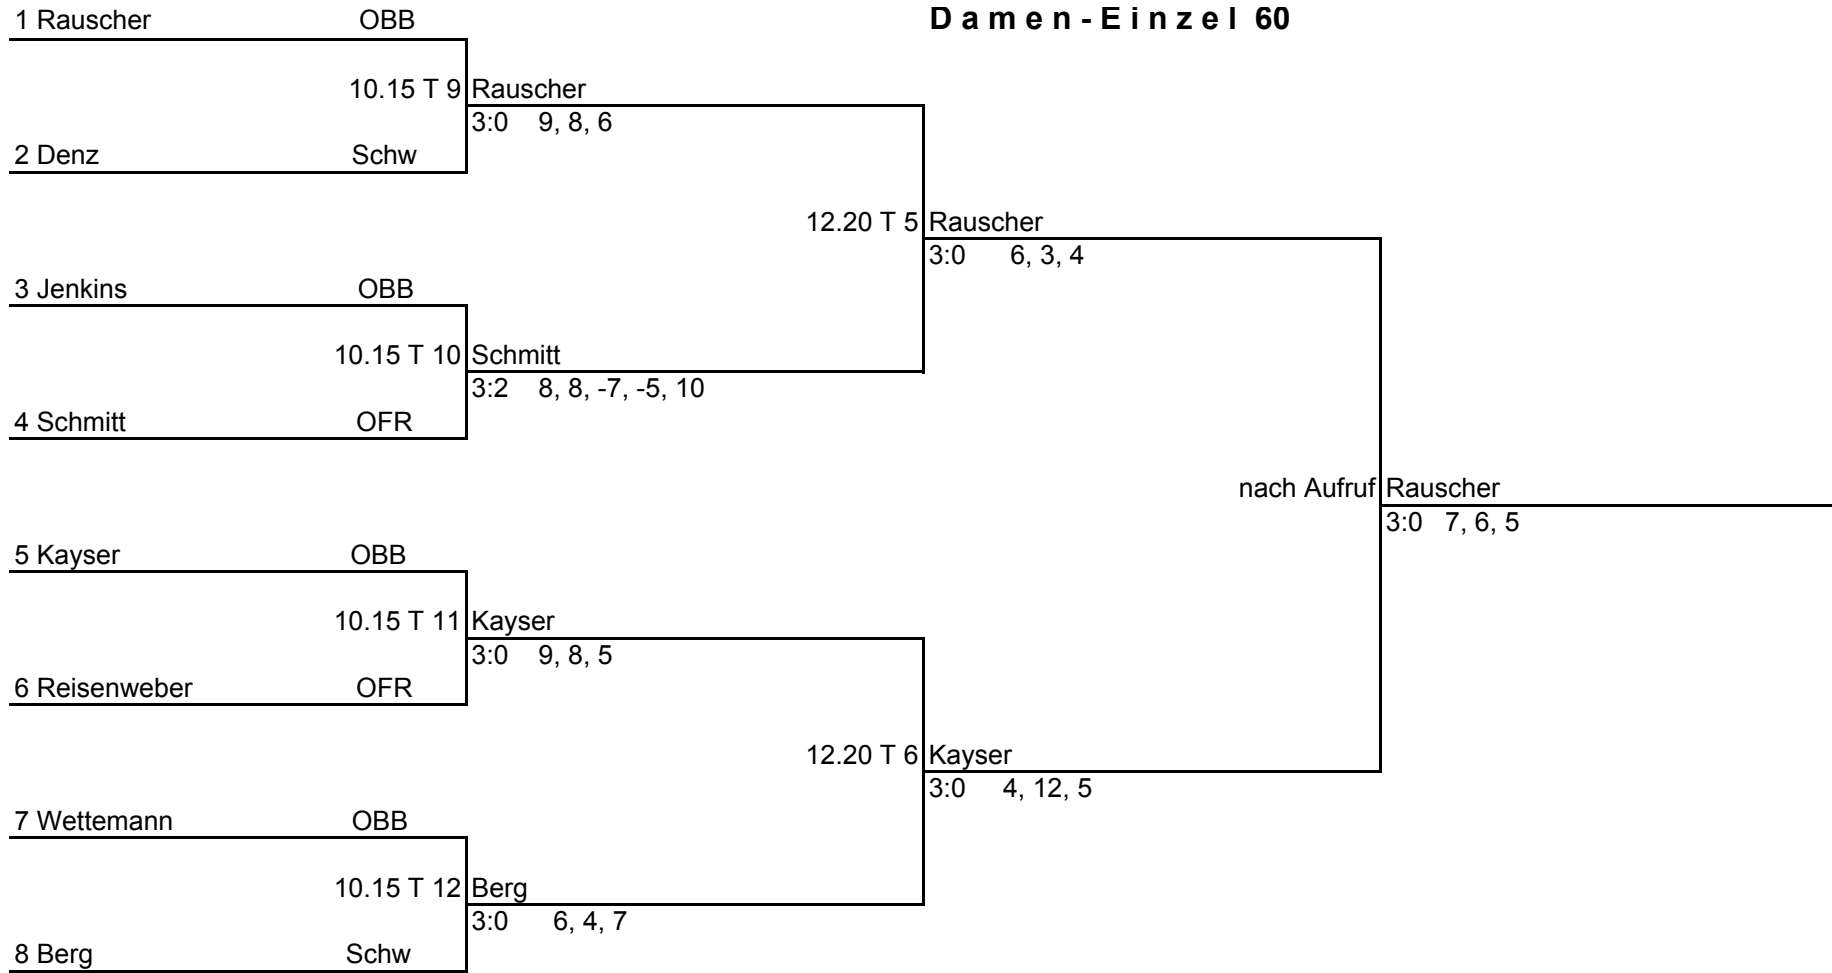 1 Rauscher OBB
D a m e n - E i n z e l 60
10.15 T 9 Rauscher
3:0 9, 8, 6
2 Denz Schw
12.20 T 5 Rauscher
3:0 6, 3, 4
3 Jenkins OBB
10.15 T 10 Schmitt
3:2 8, 8, -7, -5, 10
4 Schmitt OFR
nach Aufruf Rauscher
3:0 7, 6, 5
5 Kayser OBB
10.15 T 11 Kayser
3:0 9, 8, 5
6 Reisenweber OFR
12.20 T 6 Kayser
3:0 4, 12, 5
7 Wettemann OBB
10.15 T 12 Berg
3:0 6, 4, 7
8 Berg Schw